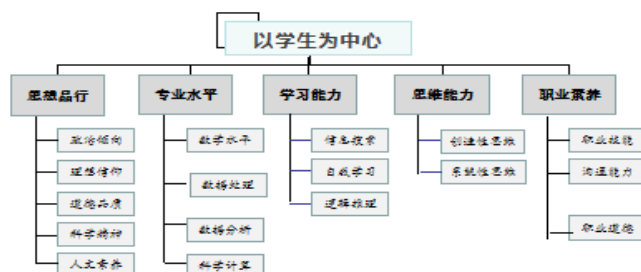 以学生为中心
思想品行
专业水平
学习能力
思维能力
职业素养
政治倾向
理想信仰
道德品质
科学精神
人文素养
数学水平
数据处理
数据分析
科学计算
信息搜索
自我学习
逻辑推理
创造性思维
系统性思维
职业技能
沟通能力
职业道德